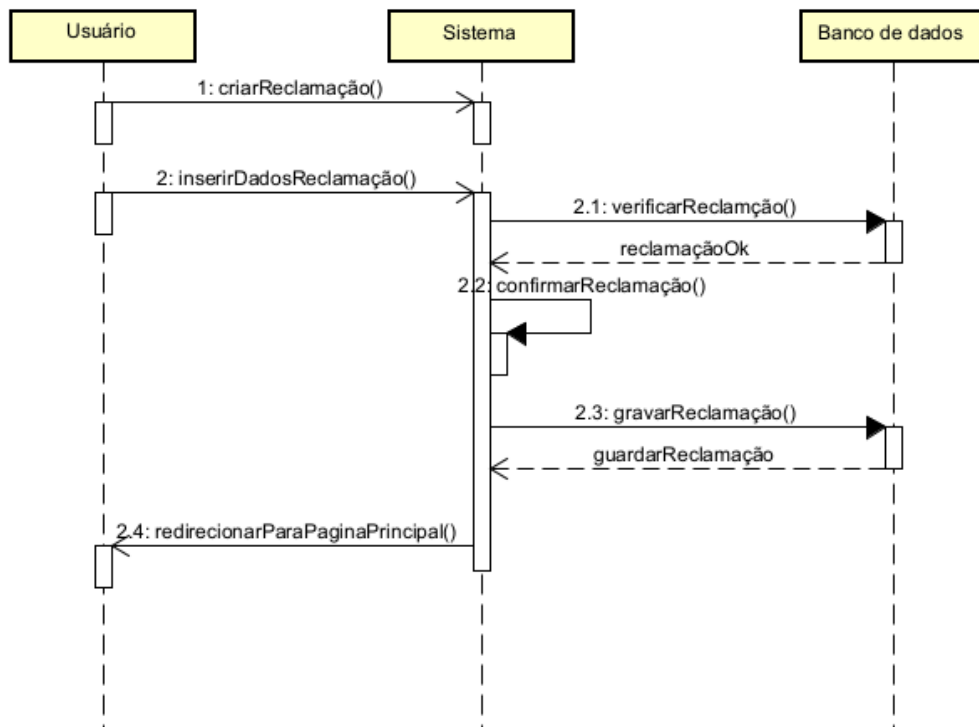 Usuário
Sistema
Banco de dados
1: criarReclamação()
2: inserirDadosReclamação()
2.1: verificarReclamção()
reclamaçãoOk
2.2: confirmarReclamação()
2.3: gravarReclamação()
guardarReclamação
2.4: redirecionarParaPaginaPrincipal()